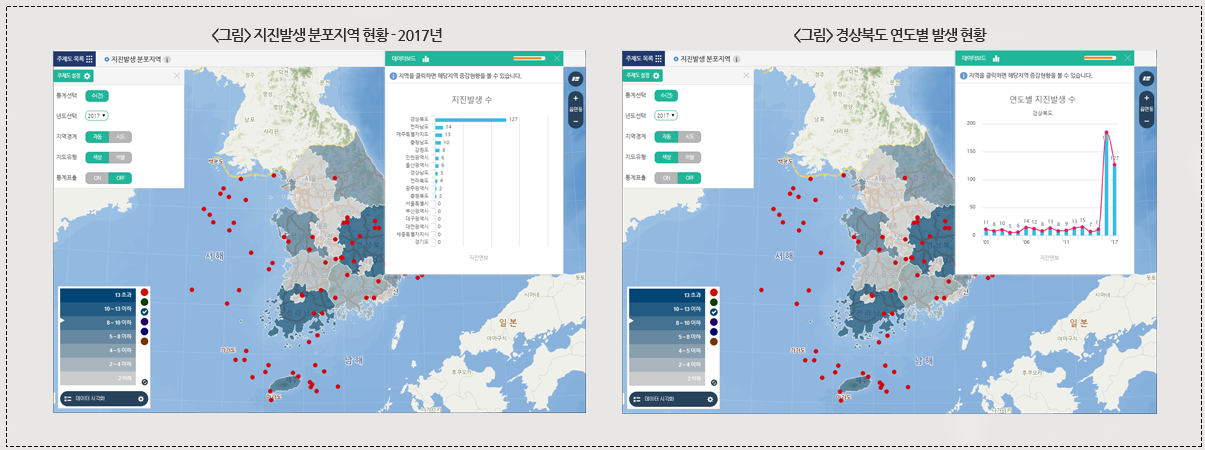 <그림> 지진발생 분포지역 현황 - 2017년
주제도 목록
지진발생 분포지역
주제도 설정
통계선택
수(건)
년도선택
2017
지역경계
자동
시도
지도유형
색상
버블
통계표출
ON
OFF
데이터보드
지역을 클릭하면 해당지역 증감현황을 볼 수 있습니다.
지진발생 수
경상북도 127
전라남도 14
제주특별자치도 13
충청남도 10
강원도 8
인천광역시 6
울산광역시 6
경상남도 5
전라북도 4
광주광역시 2
충청북도 2
서울특별시 0
부산광역시 0
대구광역시 0
대전광역시 0
세종특별자치시 0
경기도 0
지진연보
+
읍면동
−
백령도
서해
남해
일본
13 초과
10 ~ 13 이하
8 ~ 10 이하
5 ~ 8 이하
4 ~ 5 이하
2 ~ 4 이하
2 이하
데이터 시각화
<그림> 경상북도 연도별 발생 현황
주제도 목록
지진발생 분포지역
주제도 설정
통계선택
수(건)
년도선택
2017
지역경계
자동
시도
지도유형
색상
버블
통계표출
ON
OFF
데이터보드
지역을 클릭하면 해당지역 증감현황을 볼 수 있습니다.
연도별 지진발생 수
경상북도
200
150
100
50
0
11 8 10 5 6 14 12 8 13 8 9 13 15 7 11
'01 '06 '11 '17
지진연보
+
읍면동
−
백령도
서해
남해
일본
13 초과
10 ~ 13 이하
8 ~ 10 이하
5 ~ 8 이하
4 ~ 5 이하
2 ~ 4 이하
2 이하
데이터 시각화